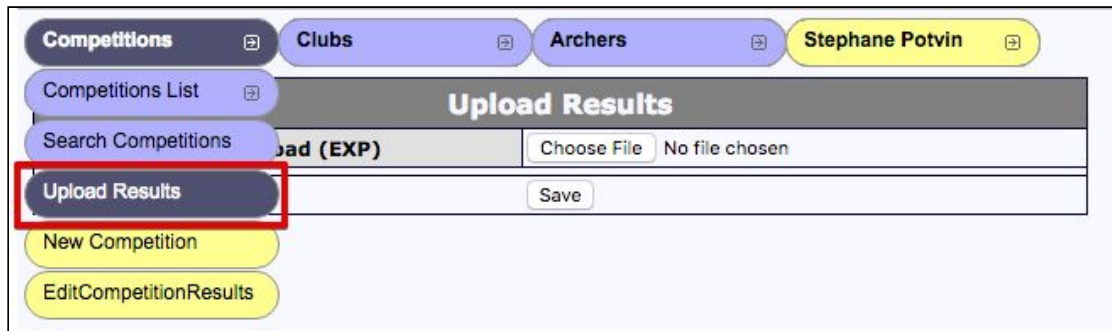 Competitions Clubs Archers Stephane Potvin
Competitions List
Upload Results
Search Competitions
(EXP)
Choose File No file chosen
Upload Results
Save
New Competition
EditCompetitionResults